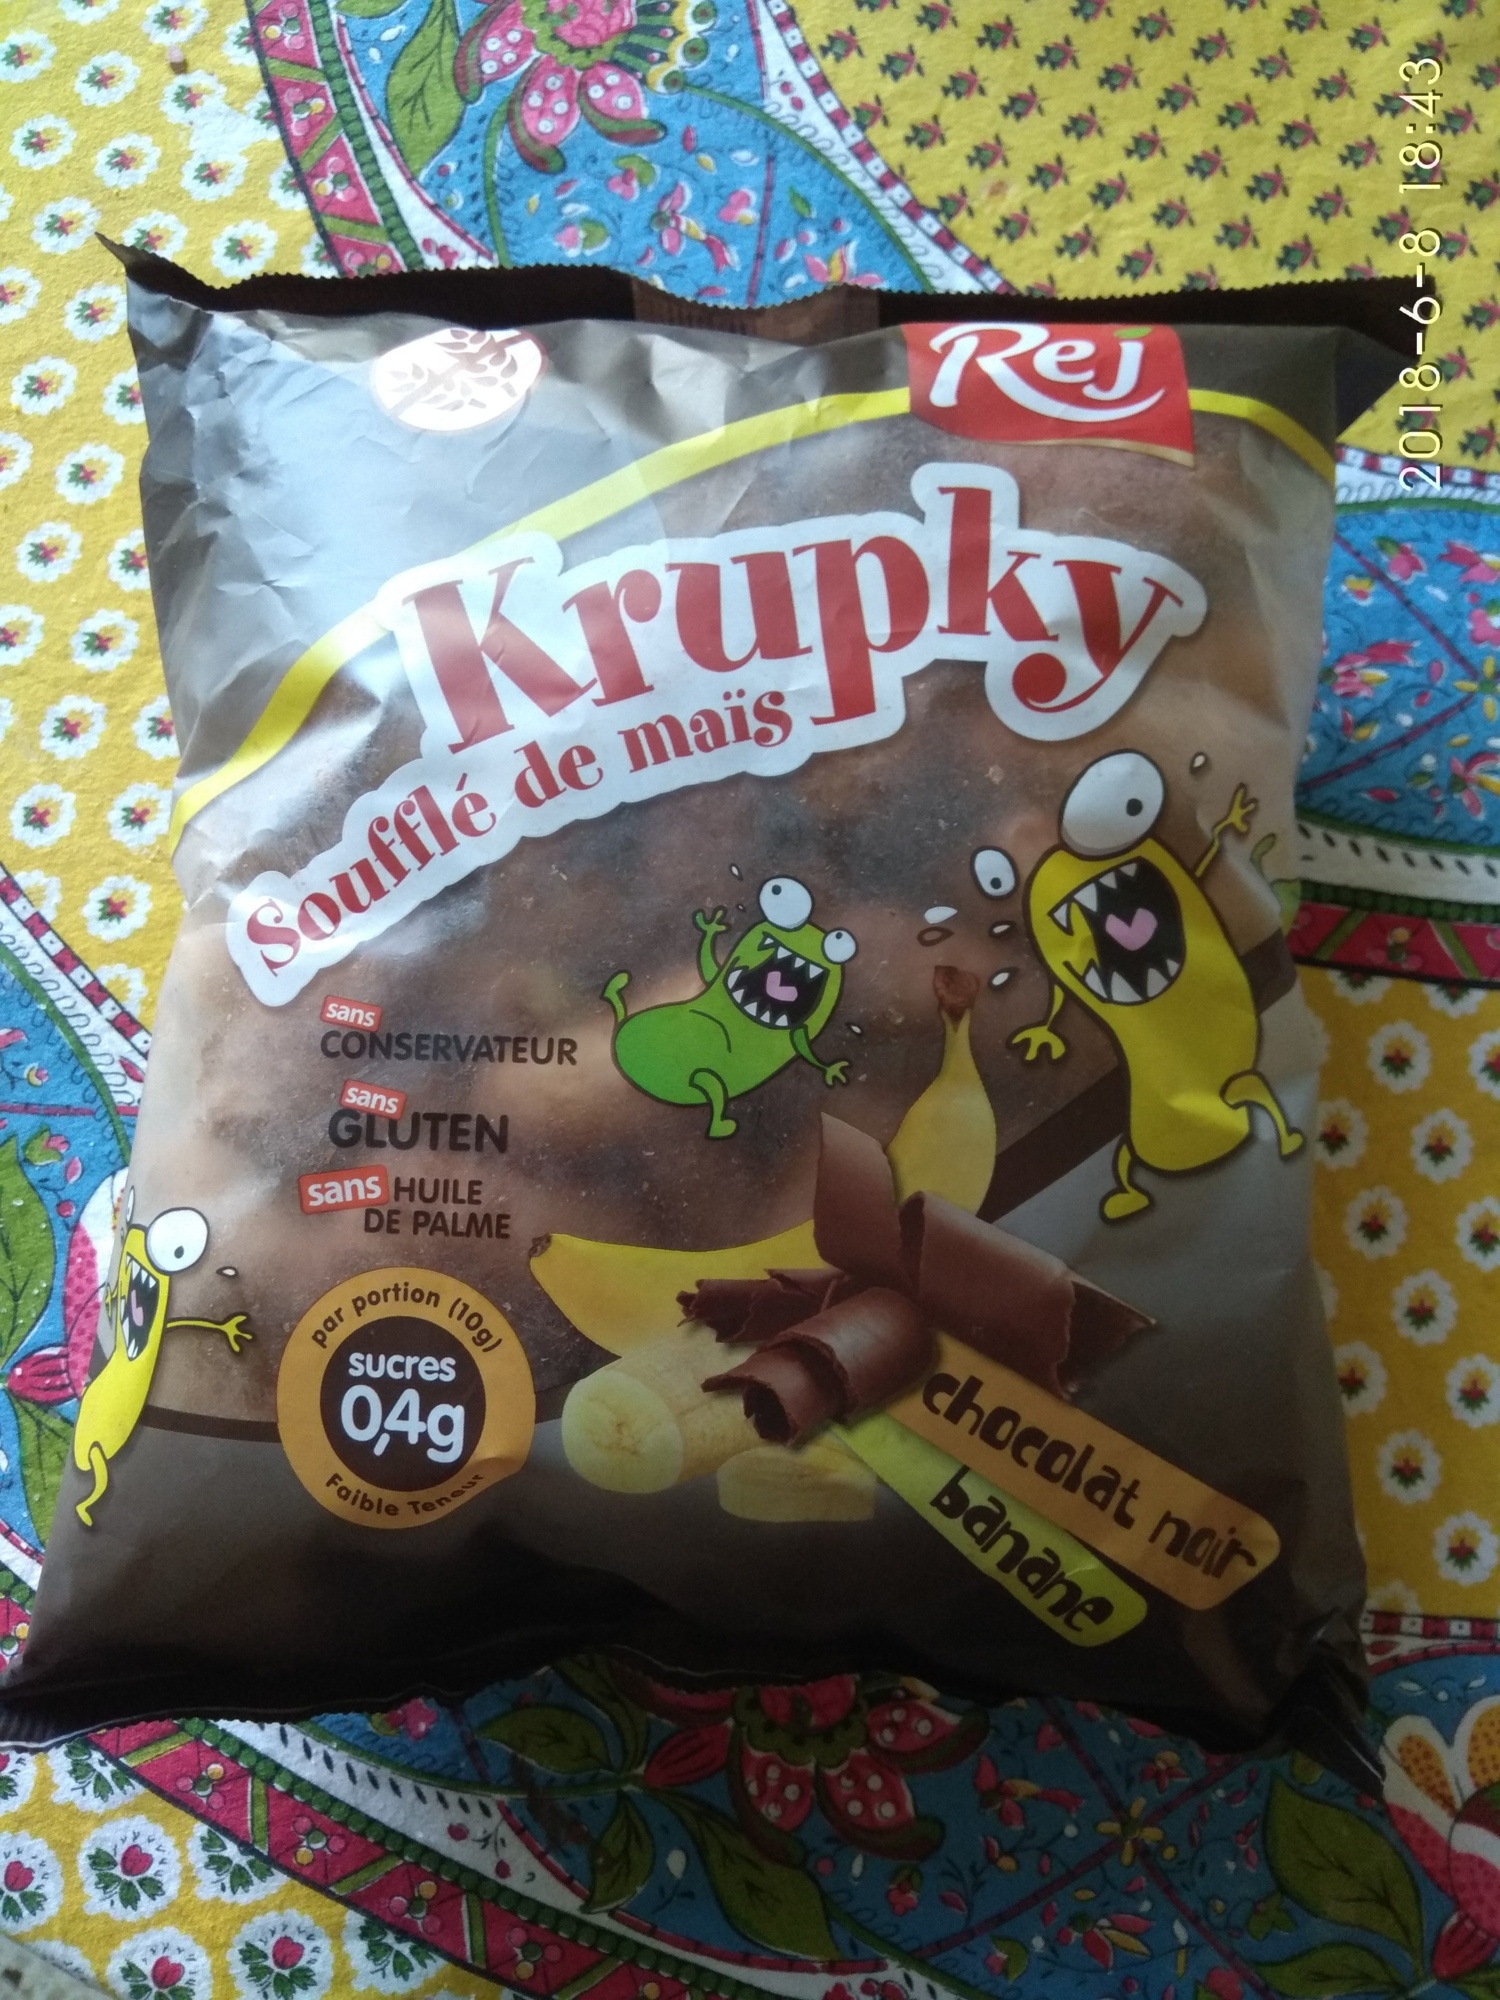 2018-6-8 18:43
Rej
Krupky
Soufflé de maïs
sans
CONSERVATEUR
sans
GLUTEN
sans HUILE
DE PALME
par portion (10g)
sucres
0,4g
Faible Teneur
chocolat noir
banane